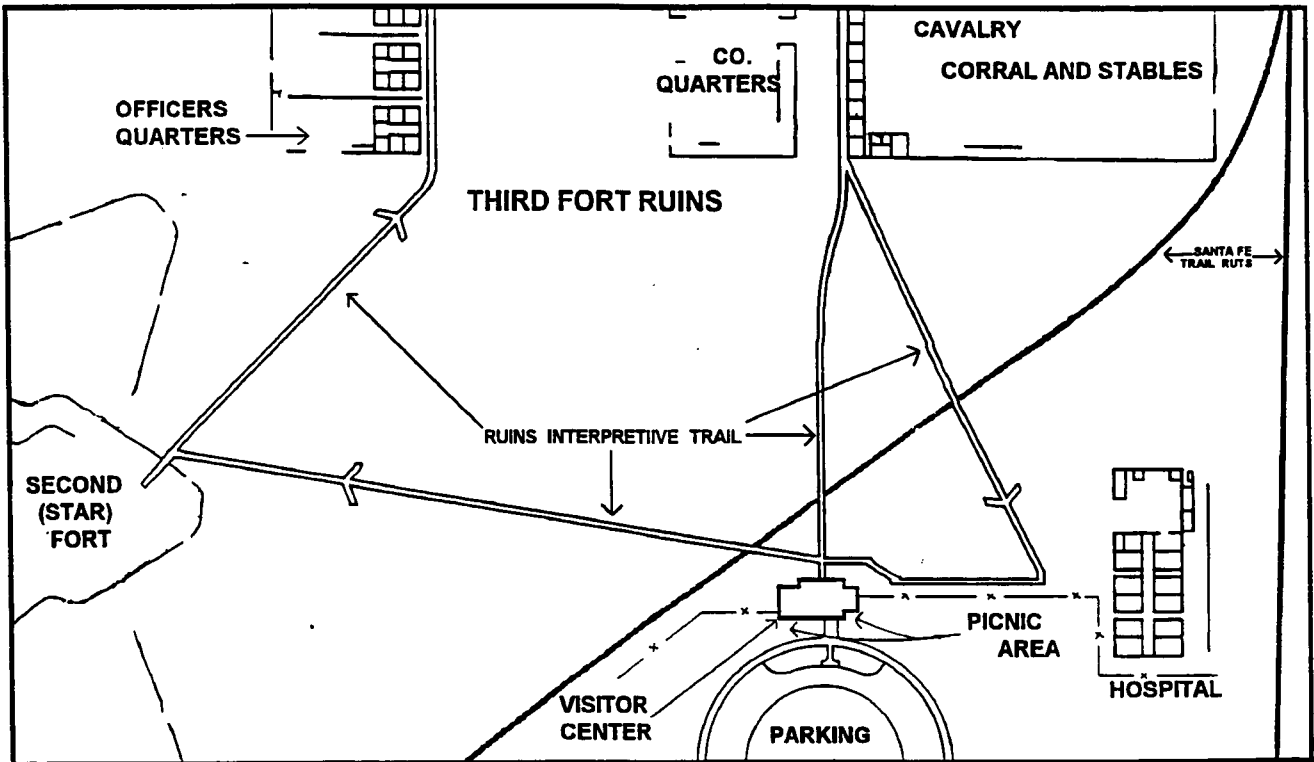 CAVALRY
CORRAL AND STABLES
CO.
QUARTERS
OFFICERS
QUARTERS
THIRD FORT RUINS
SANTA FE
TRAIL RUTS
RUINS INTERPRETIVE TRAIL
SECOND
(STAR)
FORT
PICNIC
AREA
HOSPITAL
VISITOR
CENTER
PARKING